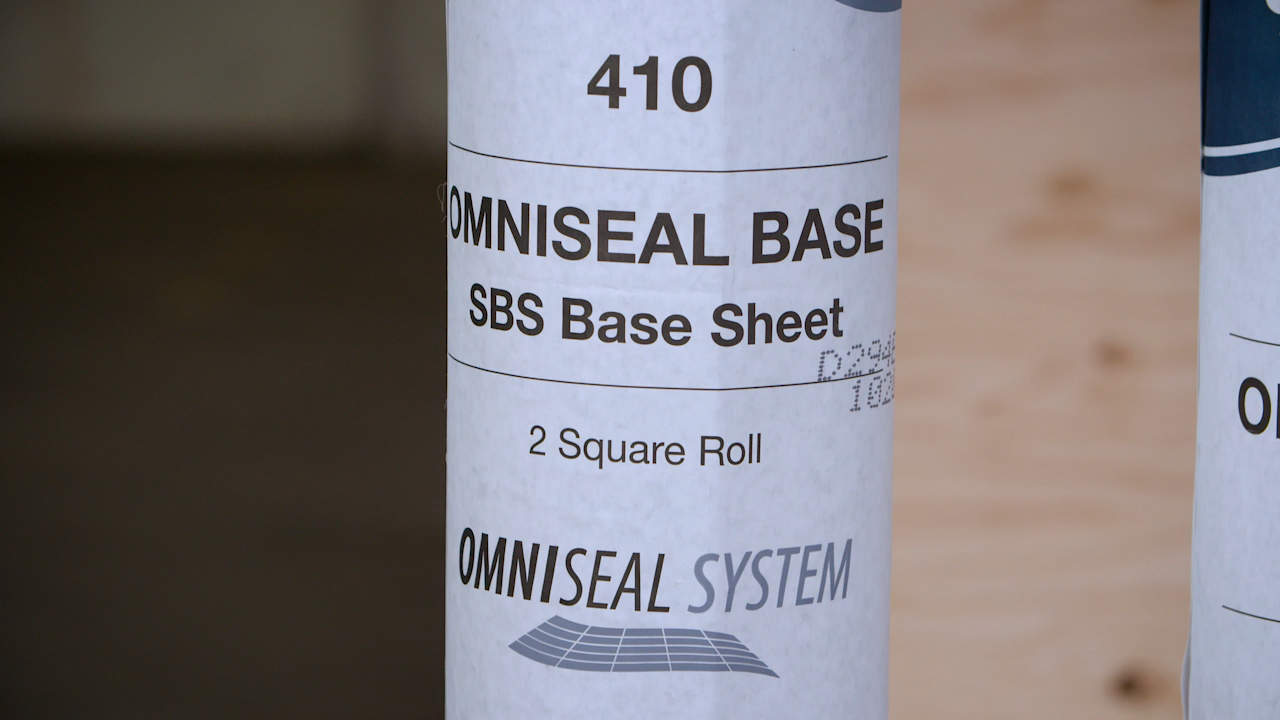 410
OMNISEAL BASE
SBS Base Sheet
2 Square Roll
OMNISEAL SYSTEM